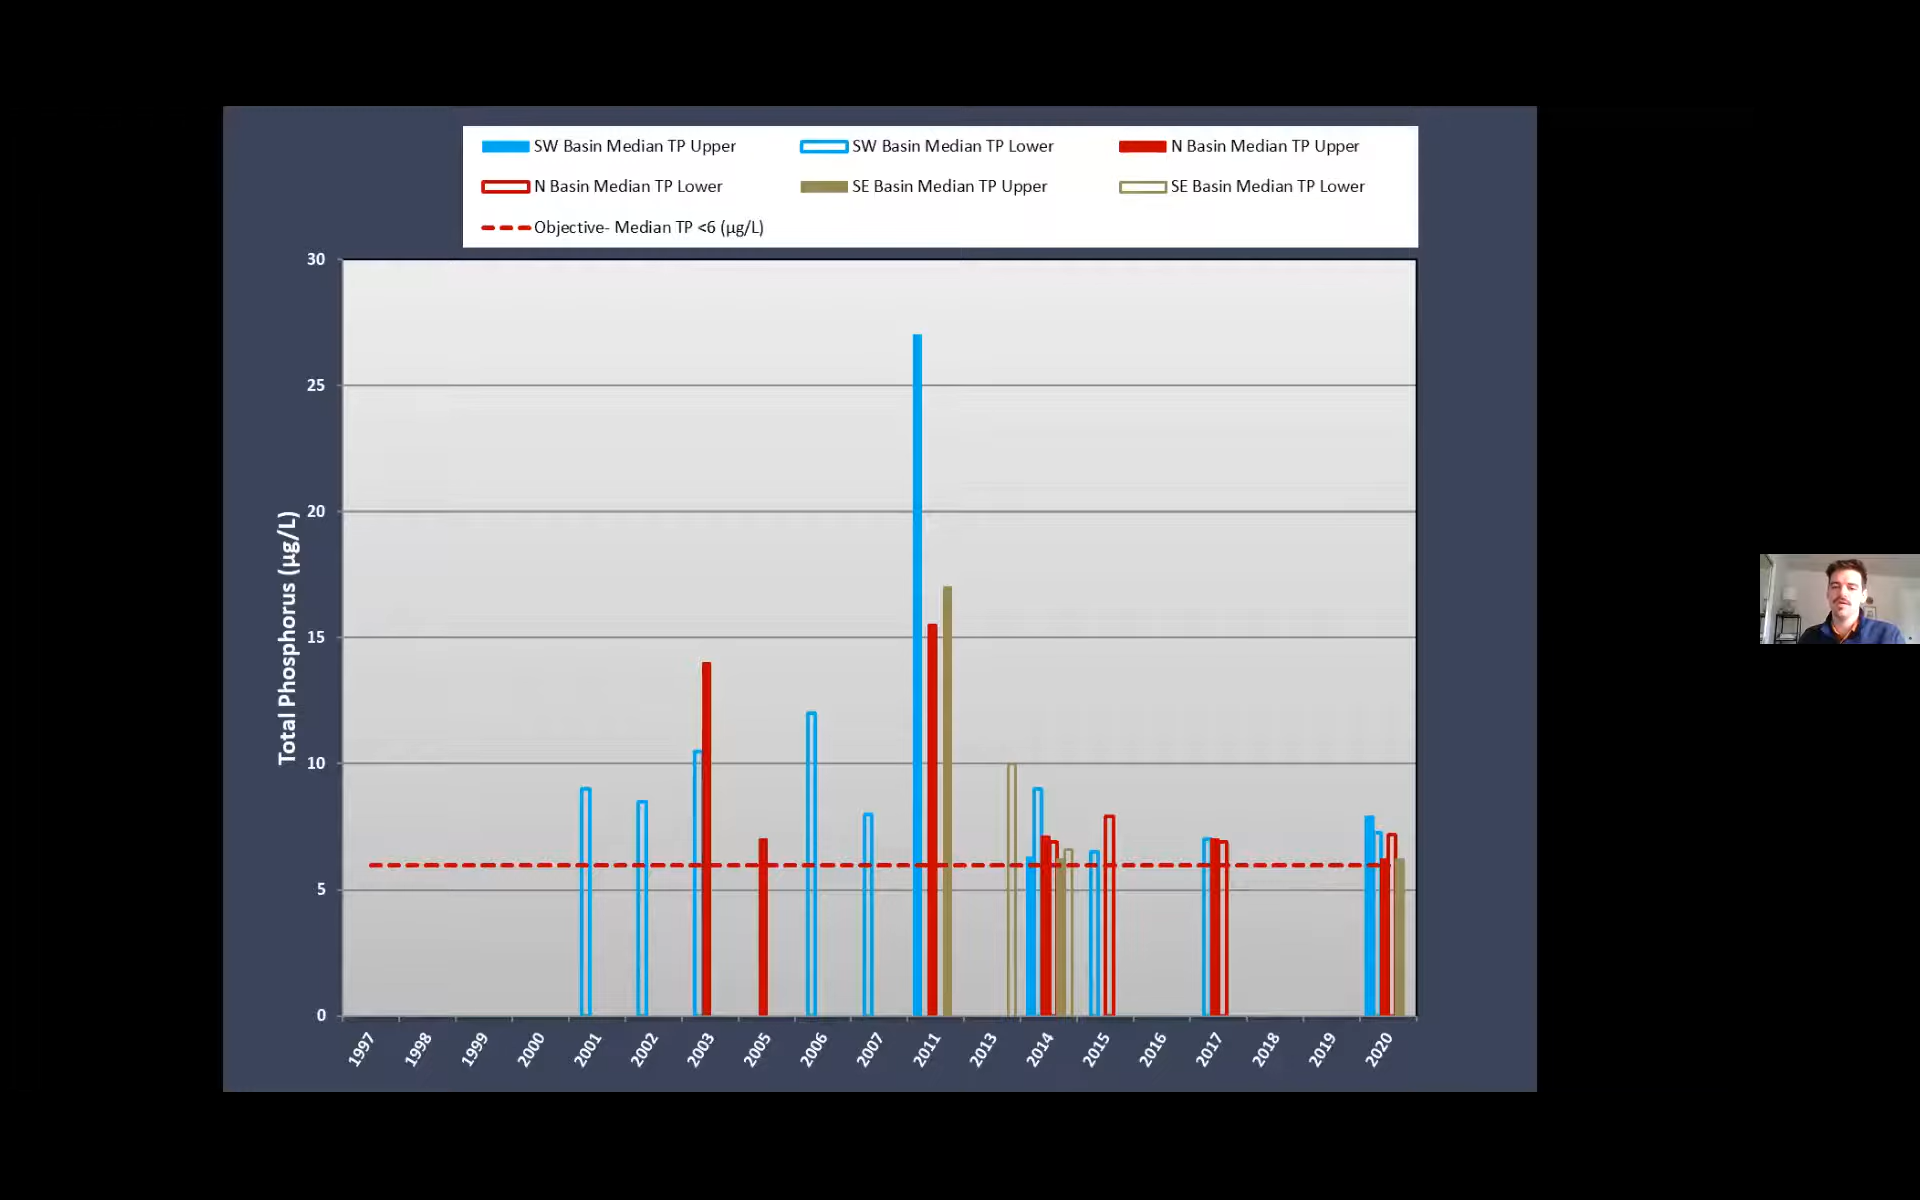 SW Basin Median TP Upper SW Basin Median TP Lower N Basin Median TP Upper
N Basin Median TP Lower SE Basin Median TP Upper SE Basin Median TP Lower
Objective- Median TP <6 (µg/L)
30
25
20
15
10
5
0
Total Phosphorus (µg/L)
1997 1998 1999 2000 2001 2002 2003 2005 2006 2007 2011 2013 2014 2015 2016 2017 2018 2019 2020